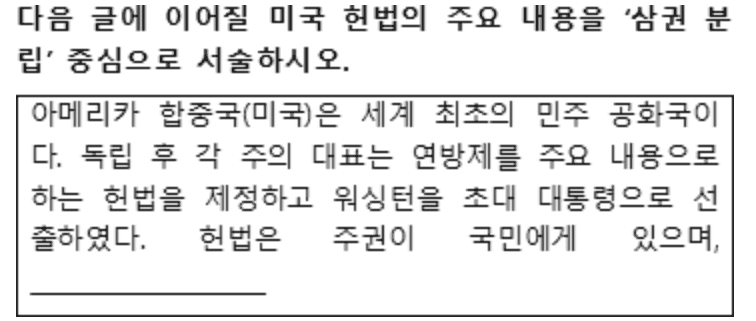 다음 글에 이어질 미국 헌법의 주요 내용을 ‘삼권 분
립’ 중심으로 서술하시오.
아메리카 합중국(미국)은 세계 최초의 민주 공화국이
다. 독립 후 각 주의 대표는 연방제를 주요 내용으로
하는 헌법을 제정하고 워싱턴을 초대 대통령으로 선
출하였다. 헌법은 주권이 국민에게 있으며,